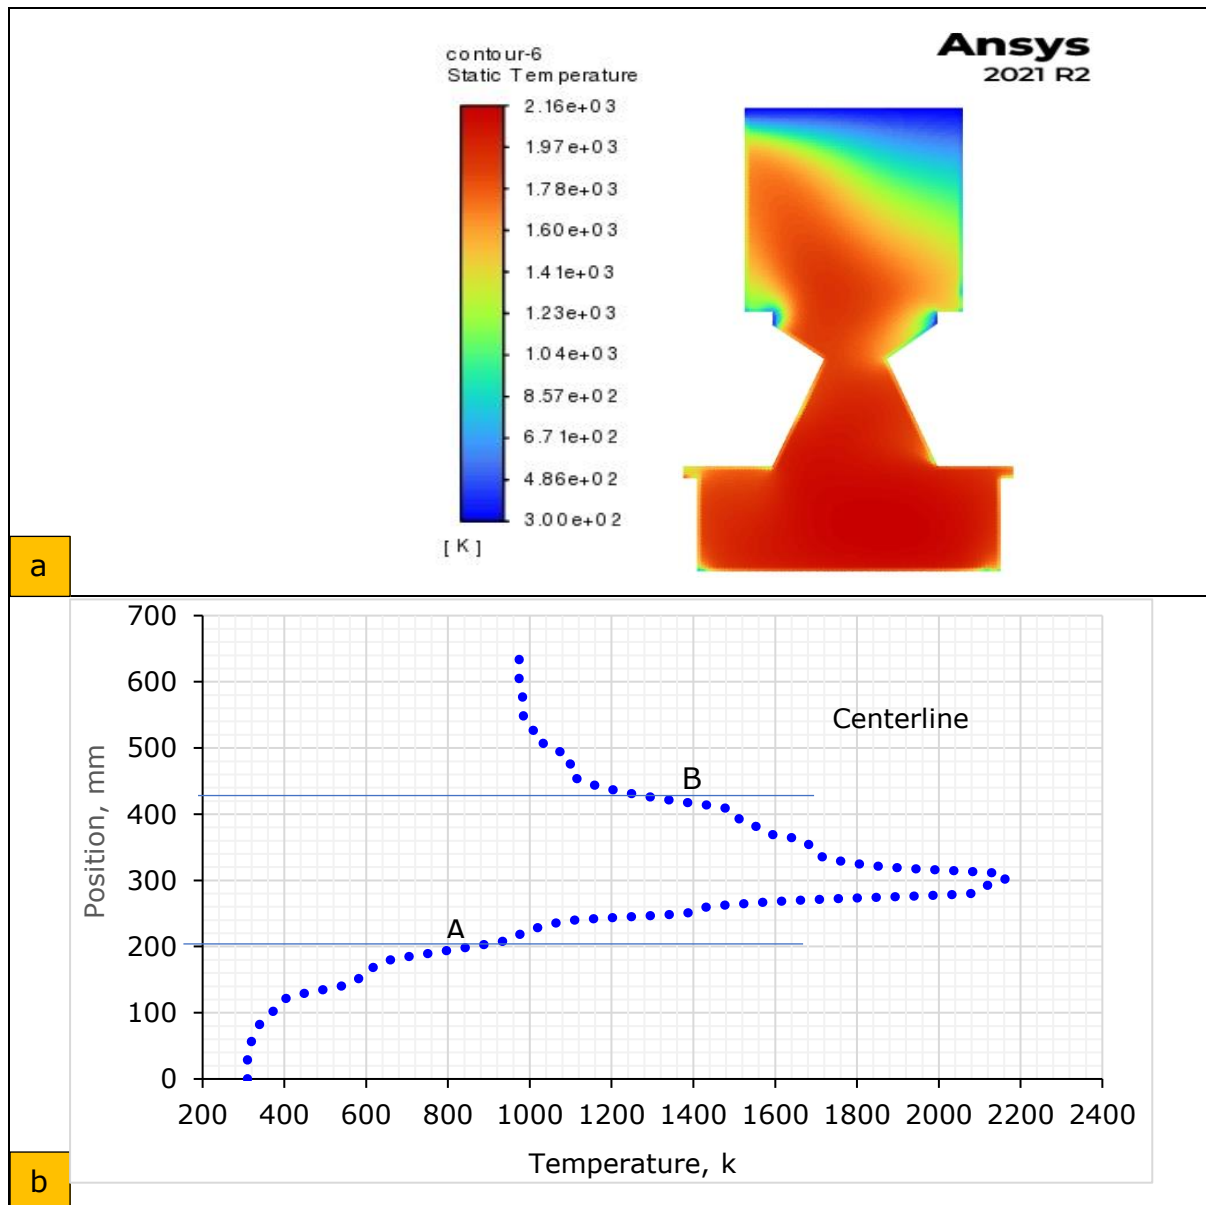 contour-6
Static Temperature
Ansys
2021 R2
2.16e+03
1.97e+03
1.78e+03
1.60e+03
1.41e+03
1.23e+03
1.04e+03
8.57e+02
6.71e+02
4.86e+02
3.00e+02
[ K ]
a
700
600
500
400
300
200
100
0
Position, mm
Centerline
B
A
200 400 600 800 1000 1200 1400 1600 1800 2000 2200 2400
Temperature, k
b